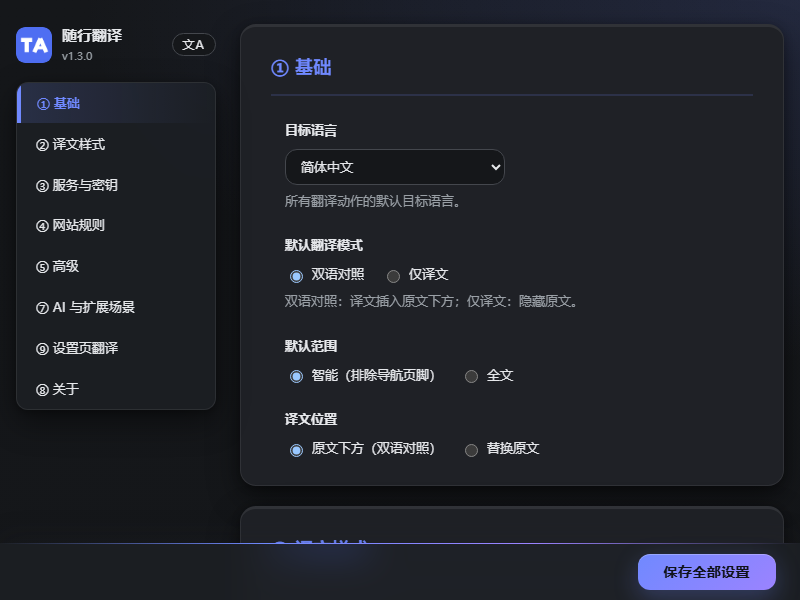 TA
随行翻译
v1.3.0
文A
① 基础
② 译文样式
③ 服务与密钥
④ 网站规则
⑤ 高级
⑦ AI 与扩展场景
⑨ 设置页翻译
⑧ 关于
① 基础
目标语言
简体中文
所有翻译动作的默认目标语言。
默认翻译模式
双语对照 仅译文
双语对照：译文插入原文下方；仅译文：隐藏原文。
默认范围
智能（排除导航页脚） 全文
译文位置
原文下方（双语对照） 替换原文
保存全部设置